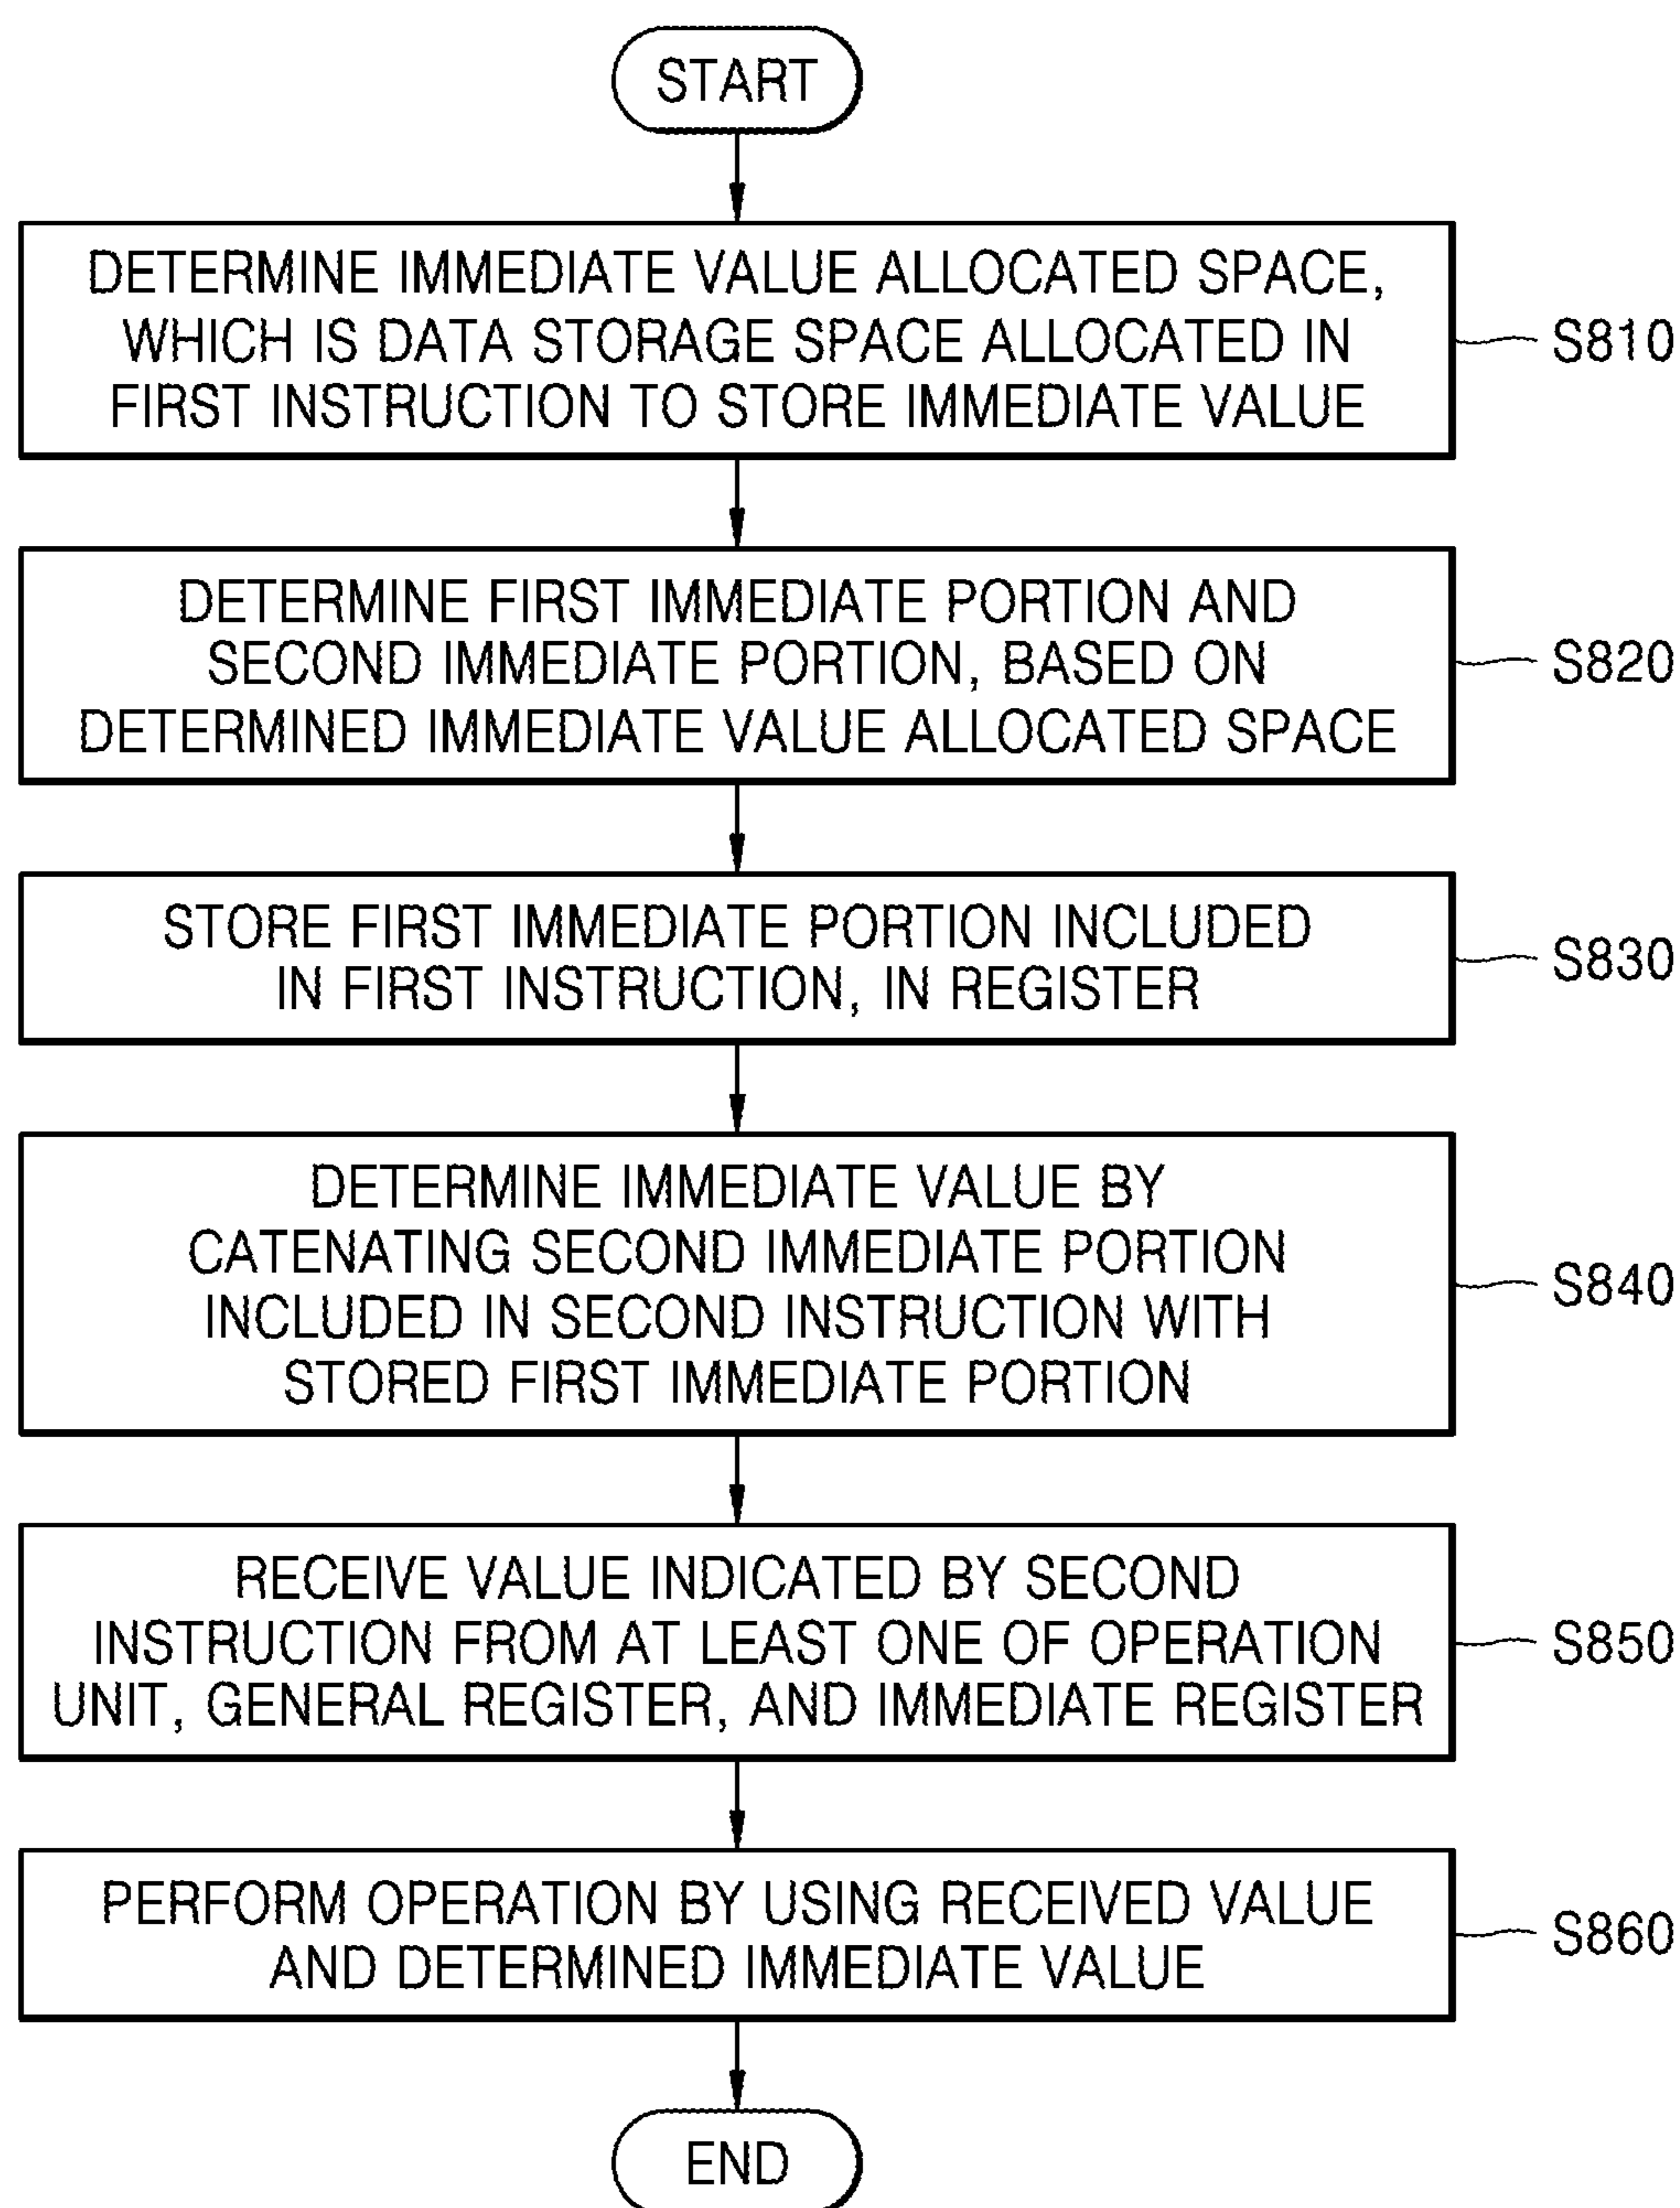 START
DETERMINE IMMEDIATE VALUE ALLOCATED SPACE,
WHICH IS DATA STORAGE SPACE ALLOCATED IN
FIRST INSTRUCTION TO STORE IMMEDIATE VALUE
S810
DETERMINE FIRST IMMEDIATE PORTION AND
SECOND IMMEDIATE PORTION, BASED ON
DETERMINED IMMEDIATE VALUE ALLOCATED SPACE
S820
STORE FIRST IMMEDIATE PORTION INCLUDED
IN FIRST INSTRUCTION, IN REGISTER
S830
DETERMINE IMMEDIATE VALUE BY
CATENATING SECOND IMMEDIATE PORTION
INCLUDED IN SECOND INSTRUCTION WITH
STORED FIRST IMMEDIATE PORTION
S840
RECEIVE VALUE INDICATED BY SECOND
INSTRUCTION FROM AT LEAST ONE OF OPERATION
UNIT, GENERAL REGISTER, AND IMMEDIATE REGISTER
S850
PERFORM OPERATION BY USING RECEIVED VALUE
AND DETERMINED IMMEDIATE VALUE
S860
END